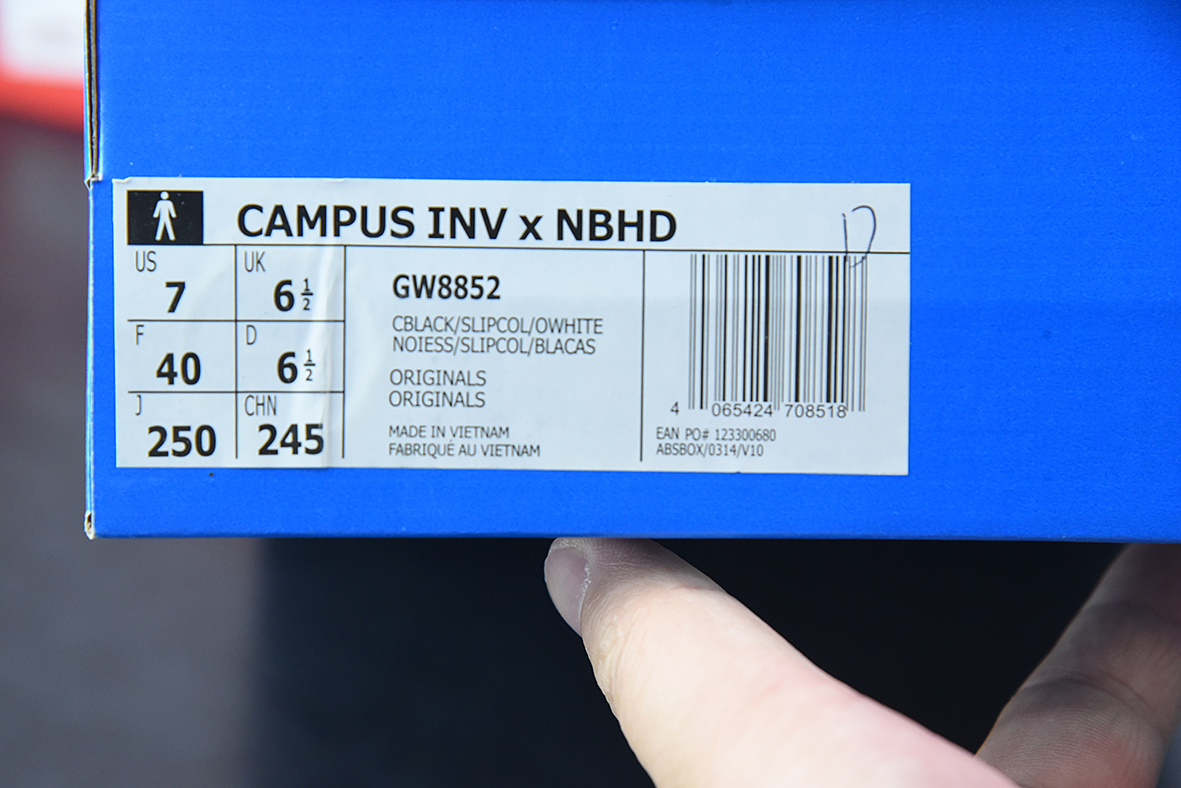 CAMPUS INV x NBHD
US
7
UK
6 1/2
F
40
D
6 1/2
J
250
CHN
245
GW8852
CBLACK/SLIPCOL/OWHITE
NOIESS/SLIPCOL/BLACAS
ORIGINALS
ORIGINALS
MADE IN VIETNAM
FABRIQUÉ AU VIETNAM
4 065424 708518
EAN PO# 123300680
ABSBOX/0314/V10